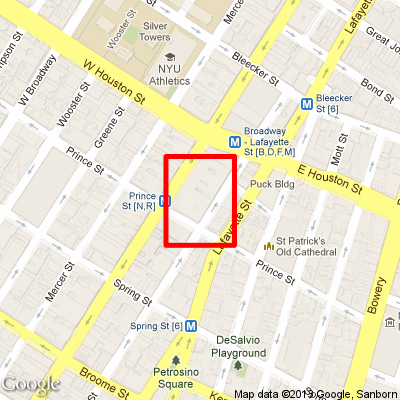 Silver
Towers
Wooster St
Mercer
NYU
Athletics
Lafayette
Great Jo
Bleecker St
Bond St
W Houston St
W Broadway
Wooster St
Greene St
Bleecker
St [6]
Broadway
- Lafayette
St [B,D,F,M]
Mott St
E Houston St
Prince St
Puck Bldg
Prince
St [N,R]
Lafayette St
St Patrick's
Old Cathedral
Prince St
Mercer St
Spring St
Bowery
Spring St [6]
DeSalvio
Playground
Petrosino
Square
Broome St
Google
Map data ©2013 Google, Sanborn